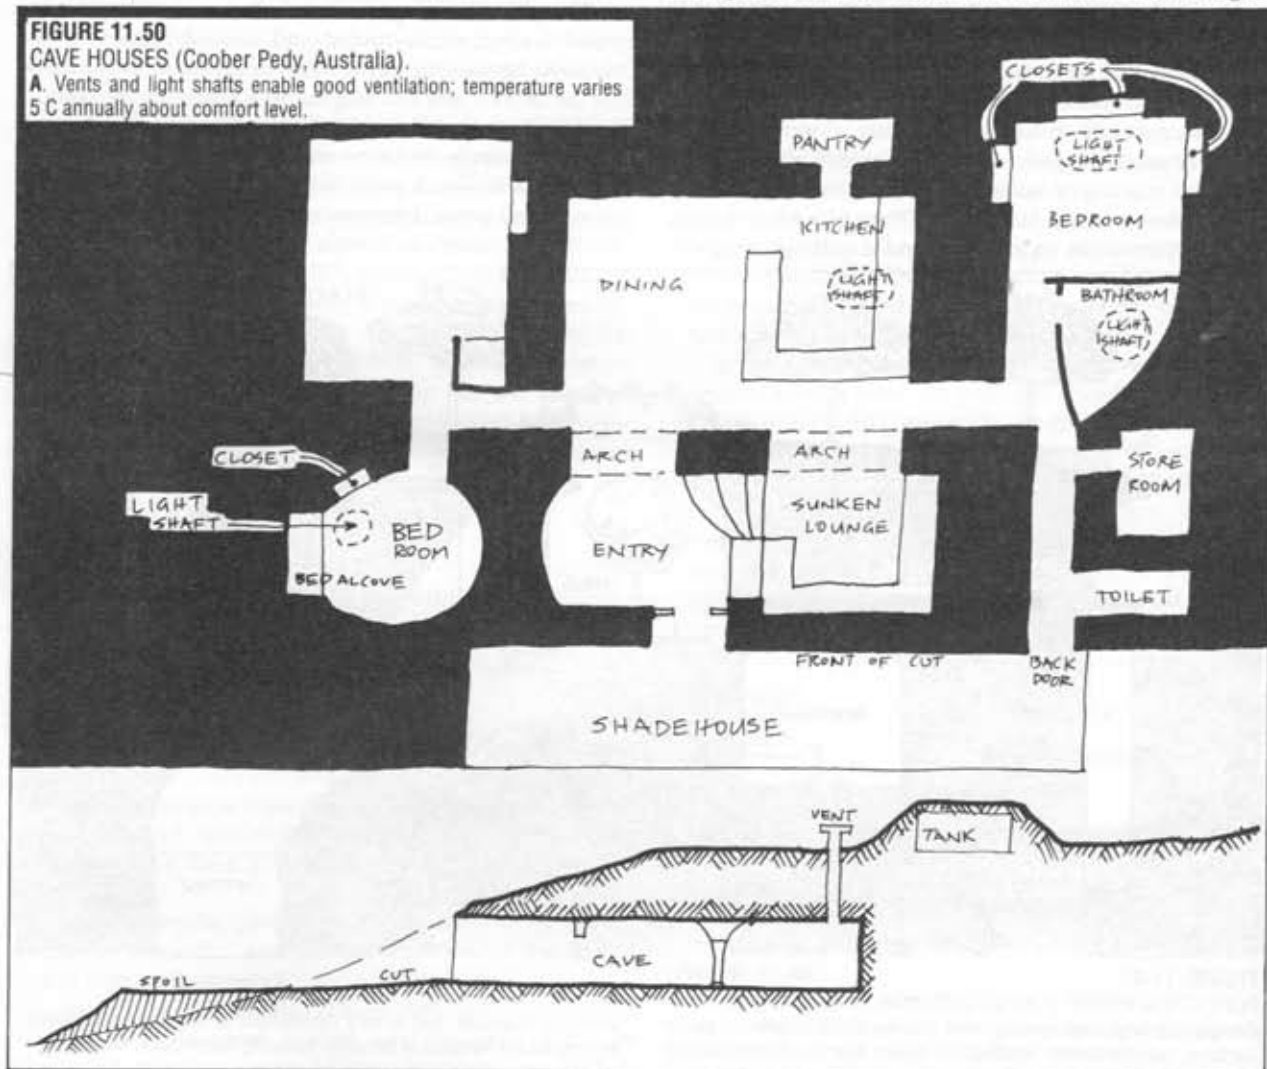 FIGURE 11.50
CAVE HOUSES (Coober Pedy, Australia).
A. Vents and light shafts enable good ventilation; temperature varies
5 C annually about comfort level.
CLOSETS
PANTRY
LIGHT
SHAFT
KITCHEN
BEDROOM
DINING
LIGHT
SHAFT
BATHROOM
LIGHT
SHAFT
ARCH
ARCH
CLOSET
STORE
ROOM
LIGHT
SHAFT
SUNKEN
LOUNGE
BED
ROOM
ENTRY
BED ALCOVE
TOILET
FRONT OF CUT
BACK
DOOR
SHADEHOUSE
VENT
TANK
CAVE
SPOIL
CUT